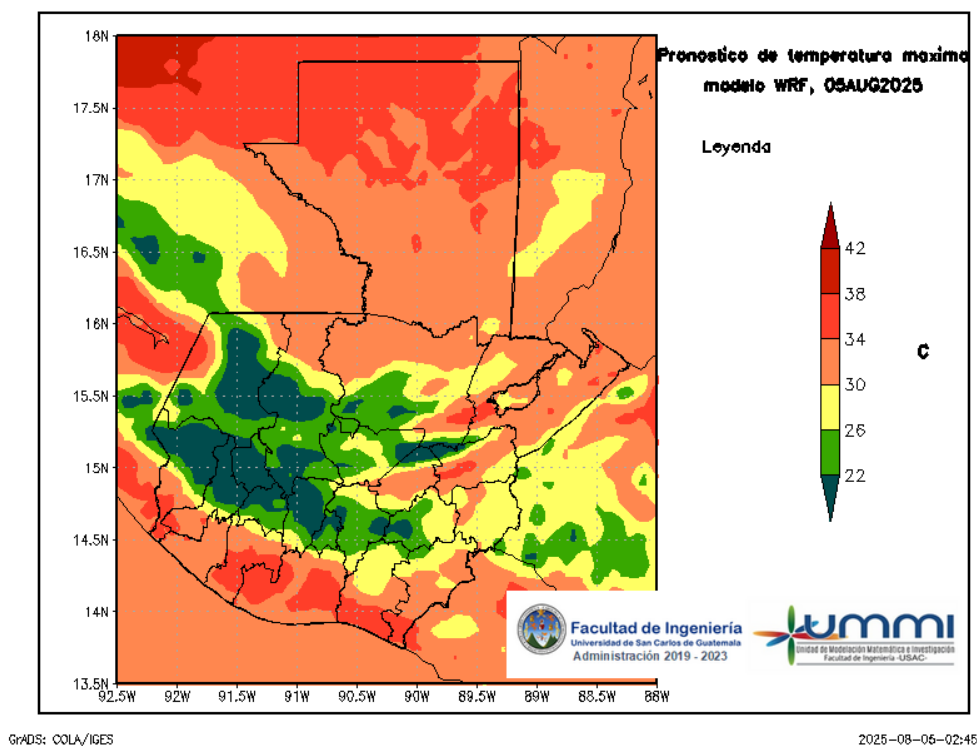 Pronostico de temperatura maxima
modelo WRF, 05AUG2025
Leyenda
18N
17.5N
17N
16.5N
16N
15.5N
15N
14.5N
14N
13.5N
92.5W
92W
91.5W
91W
90.5W
90W
89.5W
89W
88.5W
88W
42
38
34
30
26
22
C
Facultad de Ingeniería
Universidad de San Carlos de Guatemala
Administración 2019 - 2023
UMMI
Unidad de Modelación Matemática e Investigación
Facultad de Ingeniería -USAC-
GrADS: COLA/IGES
2025-08-05-02:45